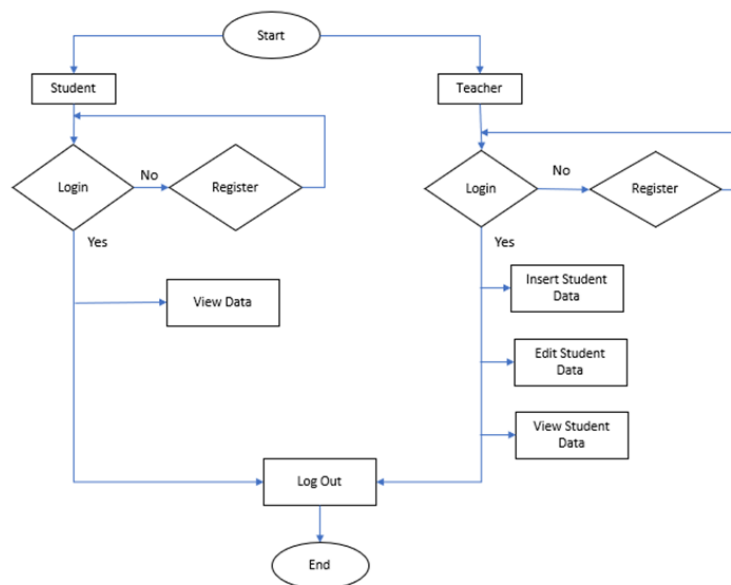 Start
Student
Teacher
Login
No
Register
Login
No
Register
Yes
Yes
Insert Student
Data
View Data
Edit Student
Data
View Student
Data
Log Out
End